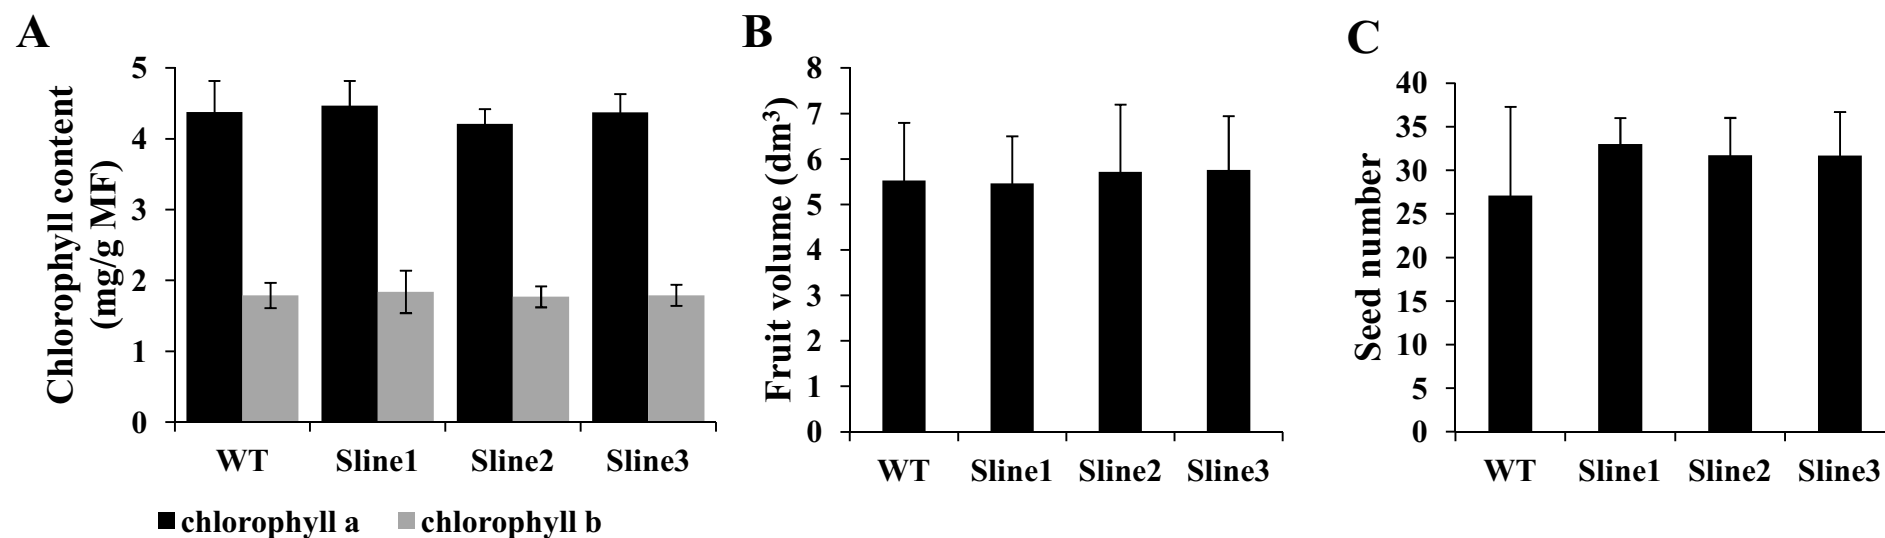 A
Chlorophyll content
(mg/g MF)
5
4
3
2
1
0
WT Sline1 Sline2 Sline3
chlorophyll a chlorophyll b
B
Fruit volume (dm³)
8
7
6
5
4
3
2
1
0
WT Sline1 Sline2 Sline3
C
Seed number
40
35
30
25
20
15
10
5
0
WT Sline1 Sline2 Sline3